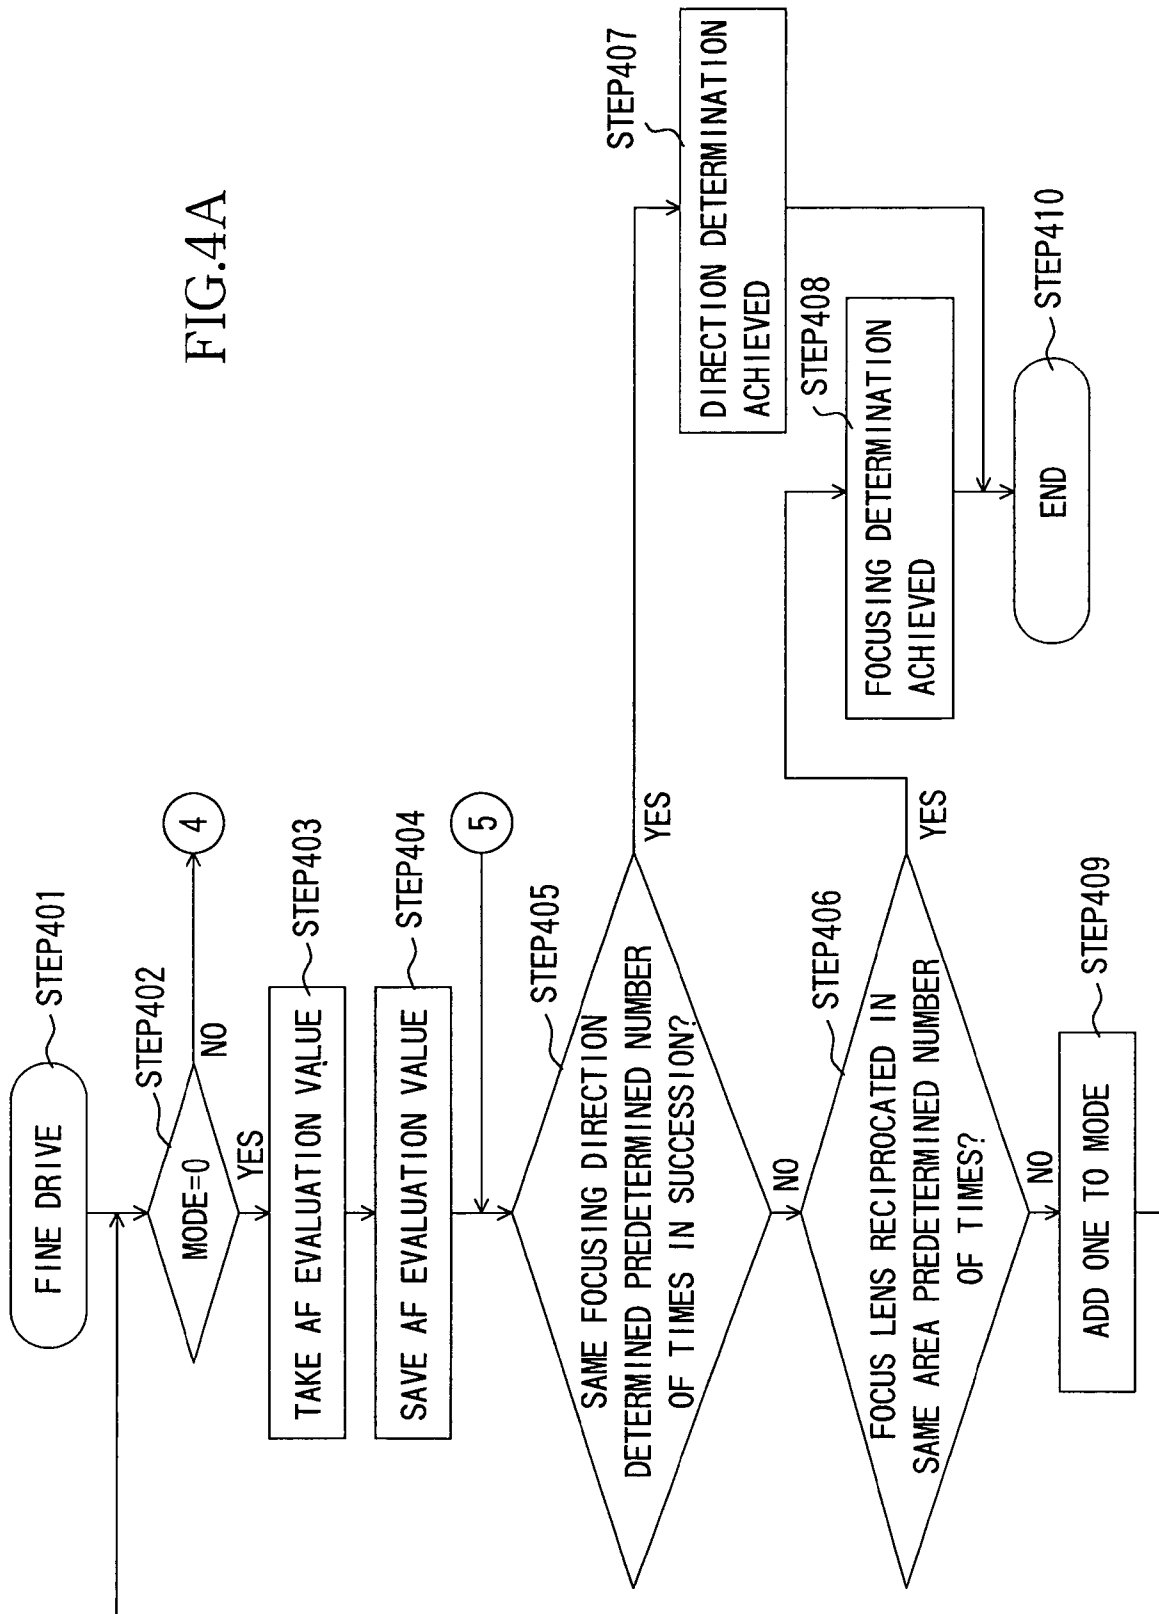 FIG.4A
FINE DRIVE
STEP401
MODE=0
STEP402
NO
4
YES
TAKE AF EVALUATION VALUE
STEP403
SAVE AF EVALUATION VALUE
STEP404
5
SAME FOCUSING DIRECTION
DETERMINED PREDETERMINED NUMBER
OF TIMES IN SUCCESSION?
STEP405
YES
NO
DIRECTION DETERMINATION
ACHIEVED
STEP407
FOCUS LENS RECIPROCATED IN
SAME AREA PREDETERMINED NUMBER
OF TIMES?
STEP406
YES
NO
FOCUSING DETERMINATION
ACHIEVED
STEP408
ADD ONE TO MODE
STEP409
END
STEP410